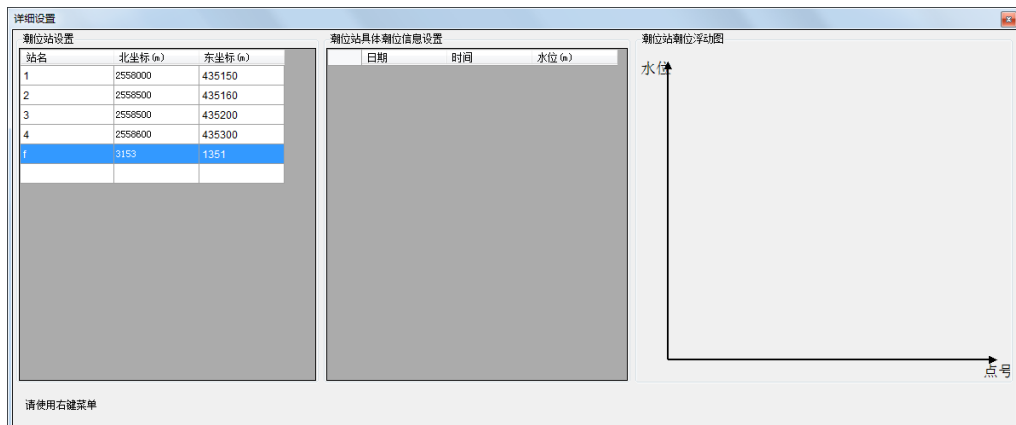 详细设置
潮位站设置
站名 北坐标(m) 东坐标(m)
1 2558000 435150
2 2558500 435160
3 2558500 435200
4 2558600 435300
f 3153 1351
潮位站具体潮位信息设置
日期 时间 水位(m)
潮位站潮位浮动图
水位
点号
请使用右键菜单